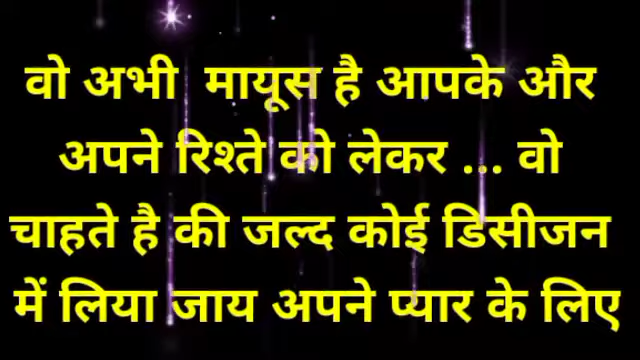 वो अभी मायूस है आपके और
अपने रिश्ते को लेकर ... वो
चाहते है की जल्द कोई डिसीजन
में लिया जाय अपने प्यार के लिए